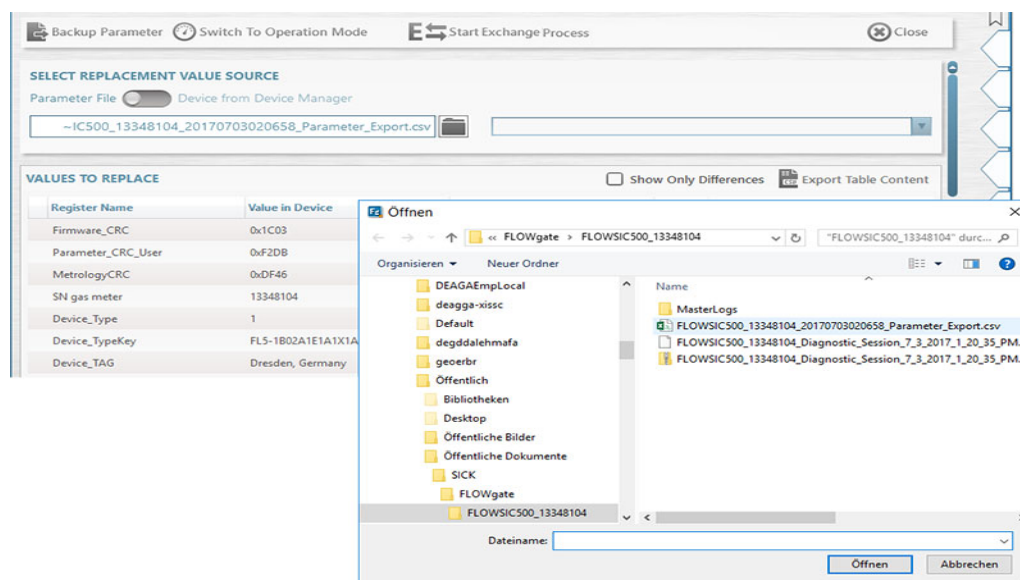 Backup Parameter Switch To Operation Mode E Start Exchange Process Close
SELECT REPLACEMENT VALUE SOURCE
Parameter File Device from Device Manager
~IC500_13348104_20170703020658_Parameter_Export.csv
VALUES TO REPLACE Show Only Differences Export Table Content
Register Name Value in Device
Firmware_CRC 0x1C03
Parameter_CRC_User 0xF2DB
MetrologyCRC 0xDF46
SN gas meter 13348104
Device_Type 1
Device_TypeKey FL5-1B02A1E1A1X1A
Device_TAG Dresden, Germany
Öffnen
« FLOWgate › FLOWSIC500_13348104 "FLOWSIC500_13348104" durc...
Organisieren Neuer Ordner
DEAGAEmpLocal
deagga-xissc
Default
degddalehmafa
geoerbr
Öffentlich
Bibliotheken
Desktop
Öffentliche Bilder
Öffentliche Dokumente
SICK
FLOWgate
FLOWSIC500_13348104
Name
MasterLogs
FLOWSIC500_13348104_20170703020658_Parameter_Export.csv
FLOWSIC500_13348104_Diagnostic_Session_7_3_2017_1_20_35_PM.
FLOWSIC500_13348104_Diagnostic_Session_7_3_2017_1_20_35_PM.
Dateiname:
Öffnen Abbrechen